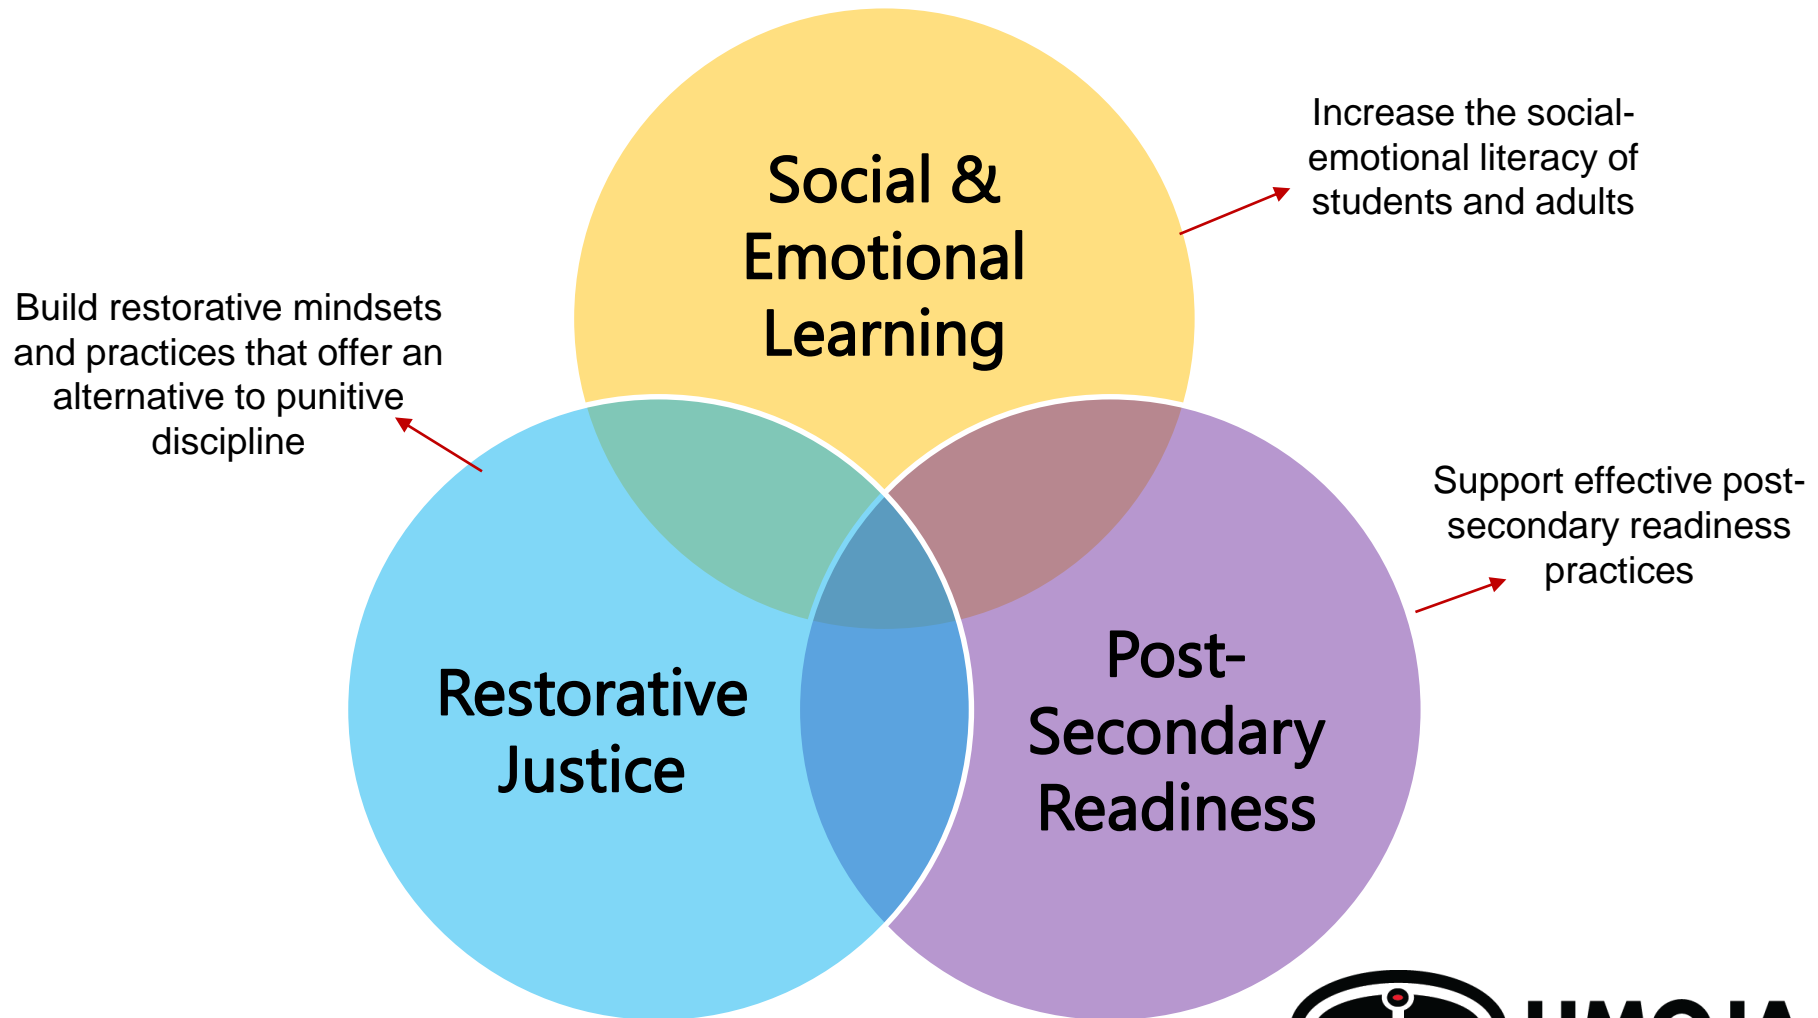 Social &
Emotional
Learning
Increase the social-
emotional literacy of
students and adults
Build restorative mindsets
and practices that offer an
alternative to punitive
discipline
Restorative
Justice
Post-
Secondary
Readiness
Support effective post-
secondary readiness
practices
UMOJA